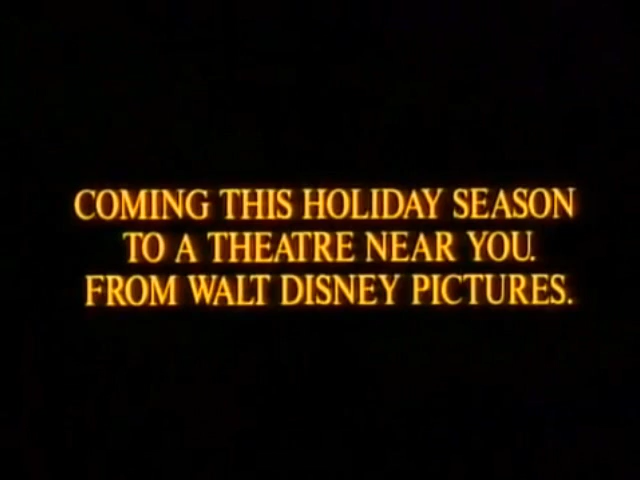 COMING THIS HOLIDAY SEASON
TO A THEATRE NEAR YOU.
FROM WALT DISNEY PICTURES.